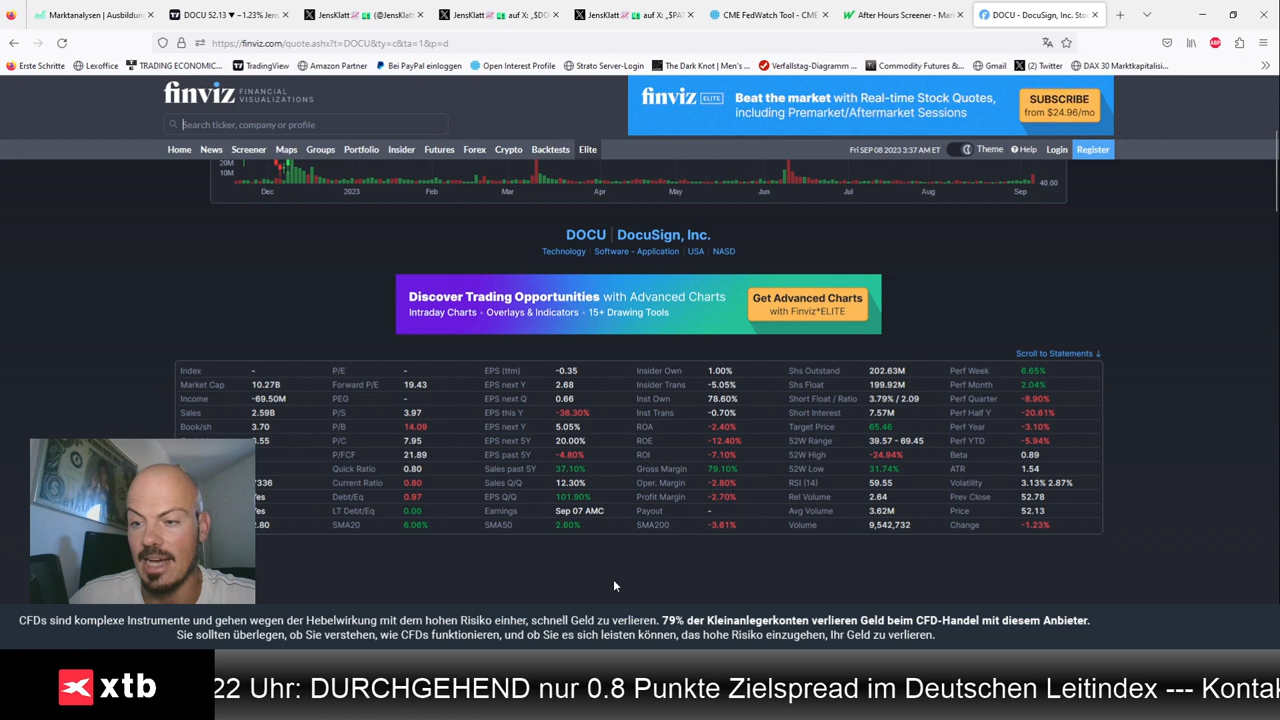 Marktanalysen | Ausbildung
DOCU 52.13 ▼ −1.23% Jens
JensKlatt (@JensKlatt
JensKlatt auf X: „$DO
JensKlatt auf X: „$PAT
CME FedWatch Tool - CME
After Hours Screener - Mark
DOCU - DocuSign, Inc. Stoc
https://finviz.com/quote.ashx?t=DOCU&ty=c&ta=1&p=d
Erste Schritte
Lexoffice
TRADING ECONOMIC...
TradingView
Amazon Partner
Bei PayPal einloggen
Open Interest Profile
Strato Server-Login
The Dark Knot | Men's ...
Verfallstag-Diagramm ...
Commodity Futures &...
Gmail
(2) Twitter
DAX 30 Marktkapitalisi...
finviz FINANCIAL VISUALIZATIONS
Search ticker, company or profile
finviz ELITE
Beat the market with Real-time Stock Quotes,
including Premarket/Aftermarket Sessions
SUBSCRIBE
from $24.96/mo
Home News Screener Maps Groups Portfolio Insider Futures Forex Crypto Backtests Elite
Fri SEP 08 2023 3:37 AM ET Theme Help Login Register
20M
10M
40.00
Dec 2023 Feb Mar Apr May Jun Jul Aug Sep
DOCU | DocuSign, Inc.
Technology | Software - Application | USA | NASD
Discover Trading Opportunities with Advanced Charts
Intraday Charts • Overlays & Indicators • 15+ Drawing Tools
Get Advanced Charts
with Finviz*ELITE
Scroll to Statements ↓
Index - P/E - EPS (ttm) -0.35 Insider Own 1.00% Shs Outstand 202.63M Perf Week 6.65%
Market Cap 10.27B Forward P/E 19.43 EPS next Y 2.68 Insider Trans -5.05% Shs Float 199.92M Perf Month 2.04%
Income -69.50M PEG - EPS next Q 0.66 Inst Own 78.60% Short Float / Ratio 3.79% / 2.09 Perf Quarter -8.90%
Sales 2.59B P/S 3.97 EPS this Y -36.30% Inst Trans -0.70% Short Interest 7.57M Perf Half Y -20.61%
Book/sh 3.70 P/B 14.09 EPS next Y 5.05% ROA -2.40% Target Price 65.46 Perf Year -3.10%
.55 P/C 7.95 EPS next 5Y 20.00% ROE -12.40% 52W Range 39.57 - 69.45 Perf YTD -5.94%
P/FCF 21.89 EPS past 5Y -4.80% ROI -7.10% 52W High -24.94% Beta 0.89
Quick Ratio 0.80 Sales past 5Y 37.10% Gross Margin 79.10% 52W Low 31.74% ATR 1.54
7336 Current Ratio 0.80 Sales Q/Q 12.30% Oper. Margin -2.80% RSI (14) 59.55 Volatility 3.13% 2.87%
Yes Debt/Eq 0.97 EPS Q/Q 101.90% Profit Margin -2.70% Rel Volume 2.64 Prev Close 52.78
Yes LT Debt/Eq 0.00 Earnings Sep 07 AMC Payout - Avg Volume 3.62M Price 52.13
2.80 SMA20 6.06% SMA50 2.60% SMA200 -3.61% Volume 9,542,732 Change -1.23%
CFDs sind komplexe Instrumente und gehen wegen der Hebelwirkung mit dem hohen Risiko einher, schnell Geld zu verlieren. 79% der Kleinanlegerkonten verlieren Geld beim CFD-Handel mit diesem Anbieter.
Sie sollten überlegen, ob Sie verstehen, wie CFDs funktionieren, und ob Sie es sich leisten können, das hohe Risiko einzugehen, Ihr Geld zu verlieren.
xtb
22 Uhr: DURCHGEHEND nur 0.8 Punkte Zielspread im Deutschen Leitindex --- Kontak